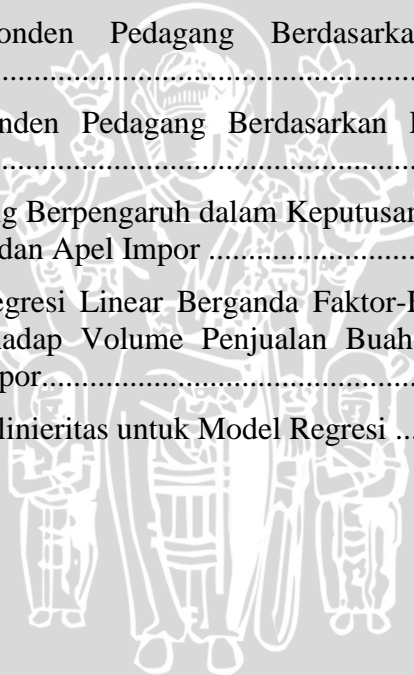 onden Pedagang Berdasarka
........................................................
nden Pedagang Berdasarkan
........................................................
g Berpengaruh dalam Keputusan
dan Apel Impor ............................
egresi Linear Berganda Faktor-
adap Volume Penjualan Buah
por....................................................
linieritas untuk Model Regresi ...